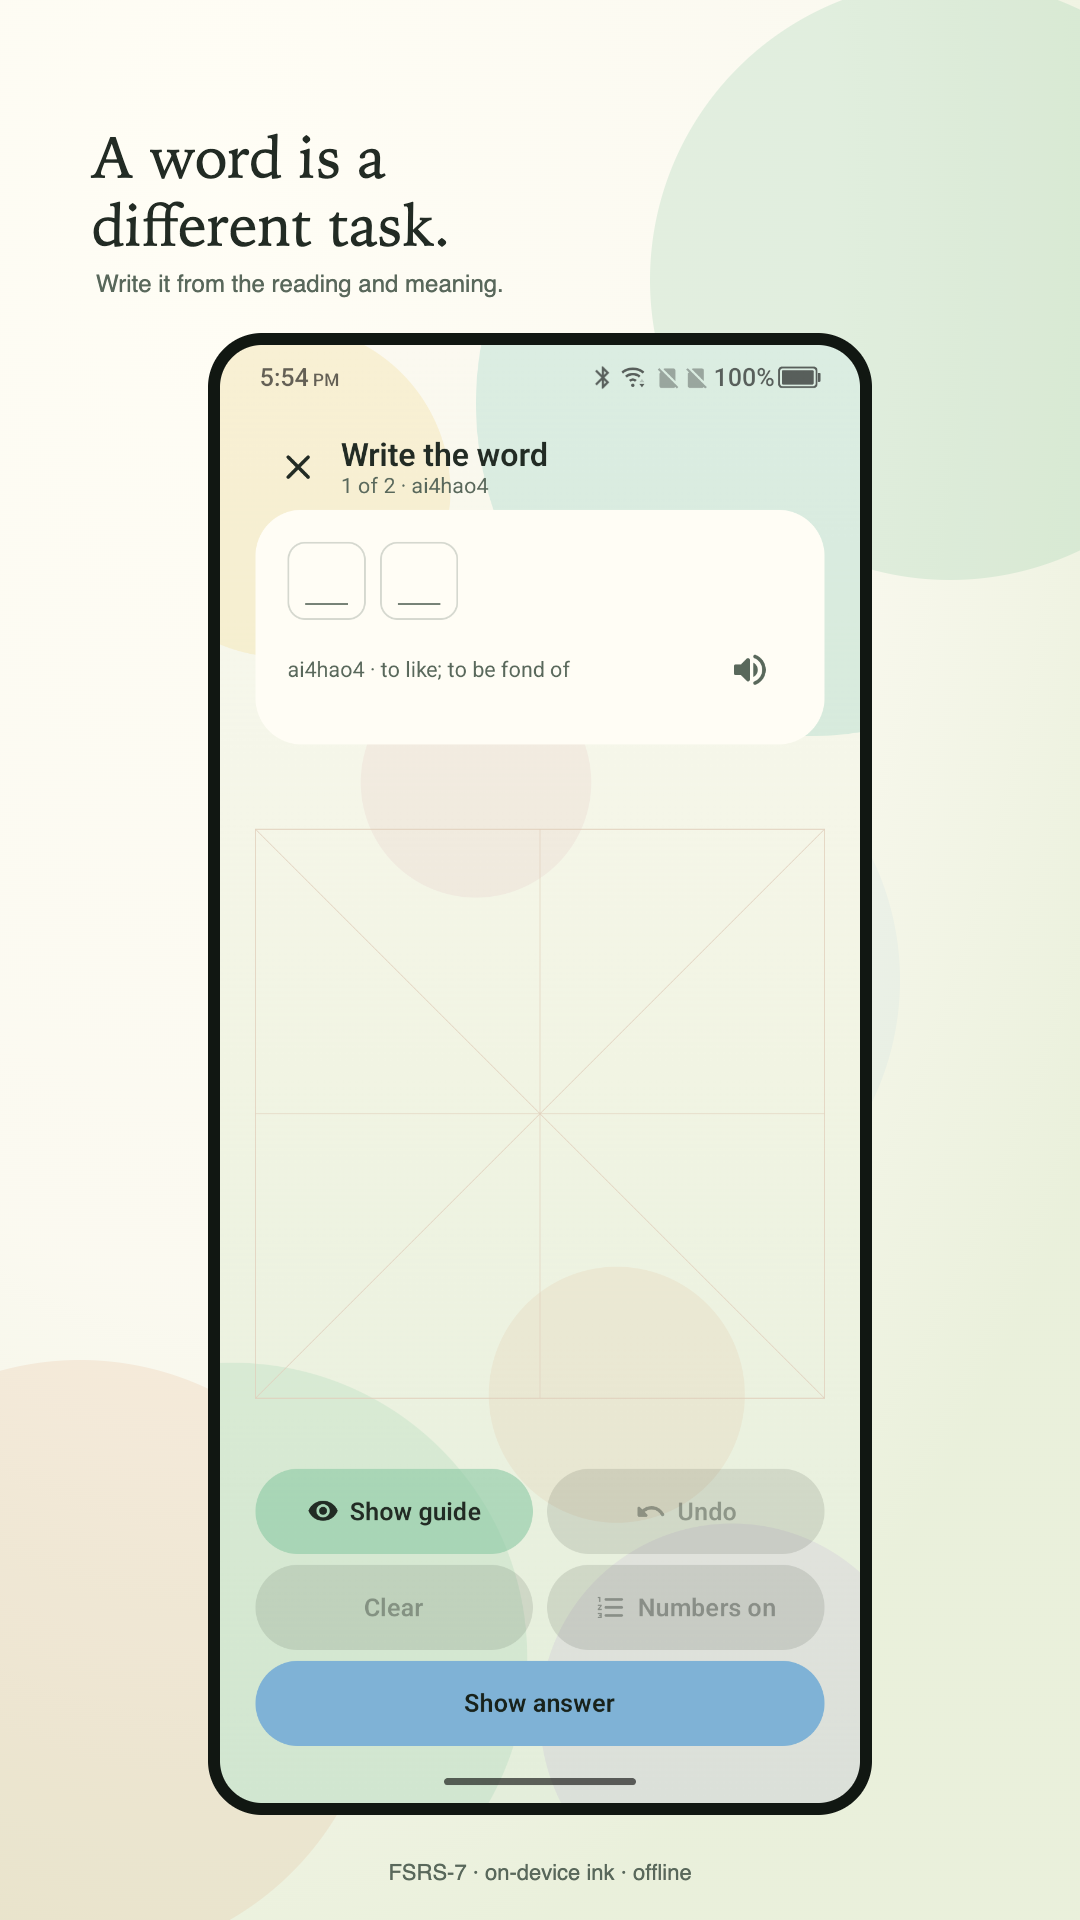 A word is a
different task.
Write it from the reading and meaning.
5:54 PM 100%
Write the word
1 of 2 · ai4hao4
ai4hao4 · to like; to be fond of
Show guide
Undo
Clear
Numbers on
Show answer
FSRS-7 · on-device ink · offline